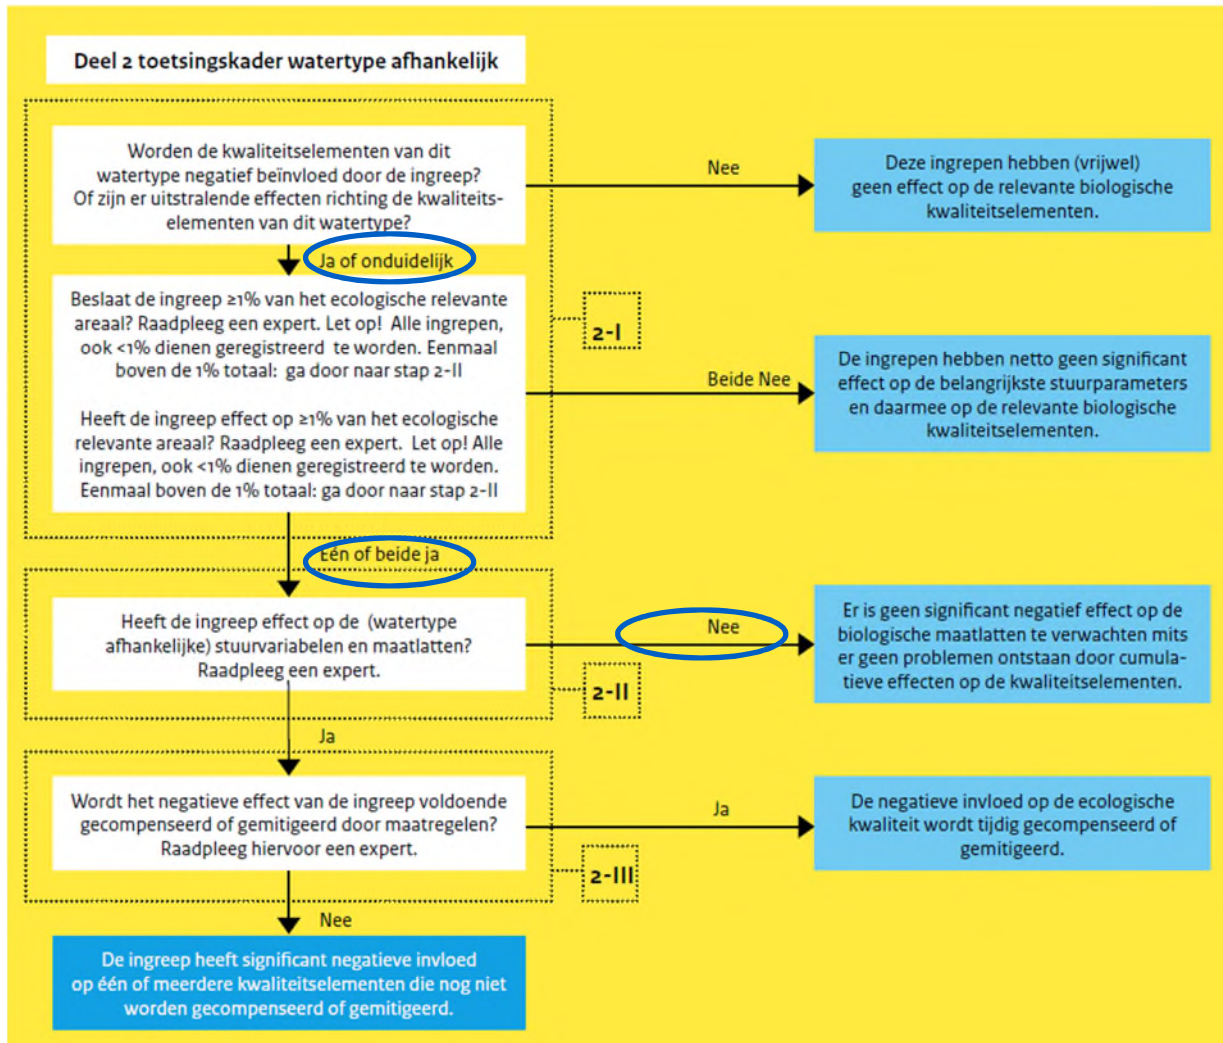 Deel 2 toetsingskader watertype afhankelijk
Worden de kwaliteitselementen van dit
watertype negatief beïnvloed door de ingreep?
Of zijn er uitstralende effecten richting de kwaliteits-
elementen van dit watertype?
Nee
Deze ingrepen hebben (vrijwel)
geen effect op de relevante biologische
kwaliteitselementen.
Ja of onduidelijk
Beslaat de ingreep ≥1% van het ecologische relevante
areaal? Raadpleeg een expert. Let op! Alle ingrepen,
ook <1% dienen geregistreerd te worden. Eenmaal
boven de 1% totaal: ga door naar stap 2-II
Heeft de ingreep effect op ≥1% van het ecologische
relevante areaal? Raadpleeg een expert. Let op! Alle
ingrepen, ook <1% dienen geregistreerd te worden.
Eenmaal boven de 1% totaal: ga door naar stap 2-II
2-I
Beide Nee
De ingrepen hebben netto geen significant
effect op de belangrijkste stuurparameters
en daarmee op de relevante biologische
kwaliteitselementen.
Eén of beide ja
Heeft de ingreep effect op de (watertype
afhankelijke) stuurvariabelen en maatlatten?
Raadpleeg een expert.
Nee
2-II
Er is geen significant negatief effect op de
biologische maatlatten te verwachten mits
er geen problemen ontstaan door cumula-
tieve effecten op de kwaliteitselementen.
Ja
Wordt het negatieve effect van de ingreep voldoende
gecompenseerd of gemitigeerd door maatregelen?
Raadpleeg hiervoor een expert.
Ja
2-III
De negatieve invloed op de ecologische
kwaliteit wordt tijdig gecompenseerd of
gemitigeerd.
Nee
De ingreep heeft significant negatieve invloed
op één of meerdere kwaliteitselementen die nog niet
worden gecompenseerd of gemitigeerd.